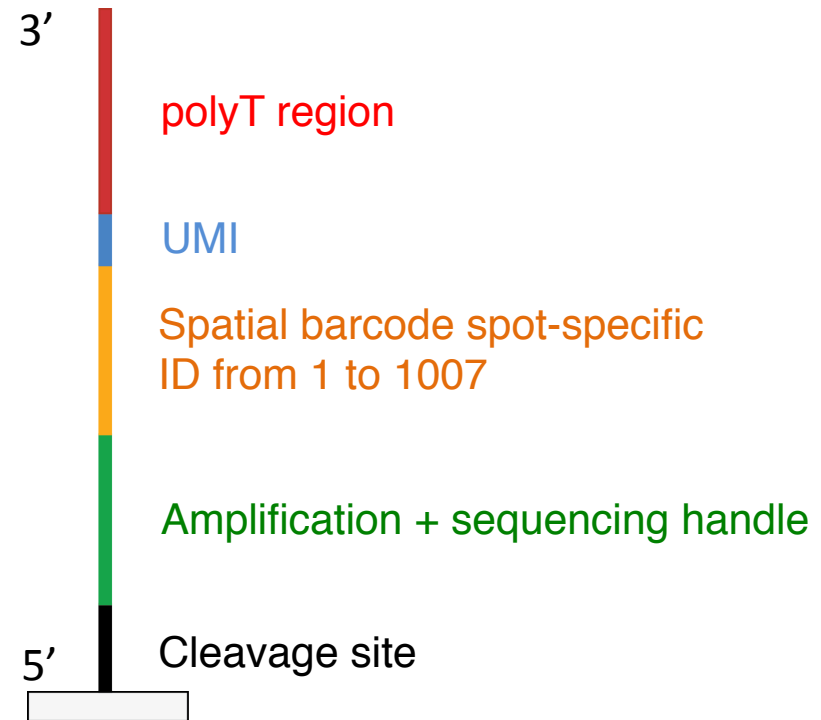 3’
polyT region
UMI
Spatial barcode spot-specific
ID from 1 to 1007
Amplification + sequencing handle
Cleavage site
5’